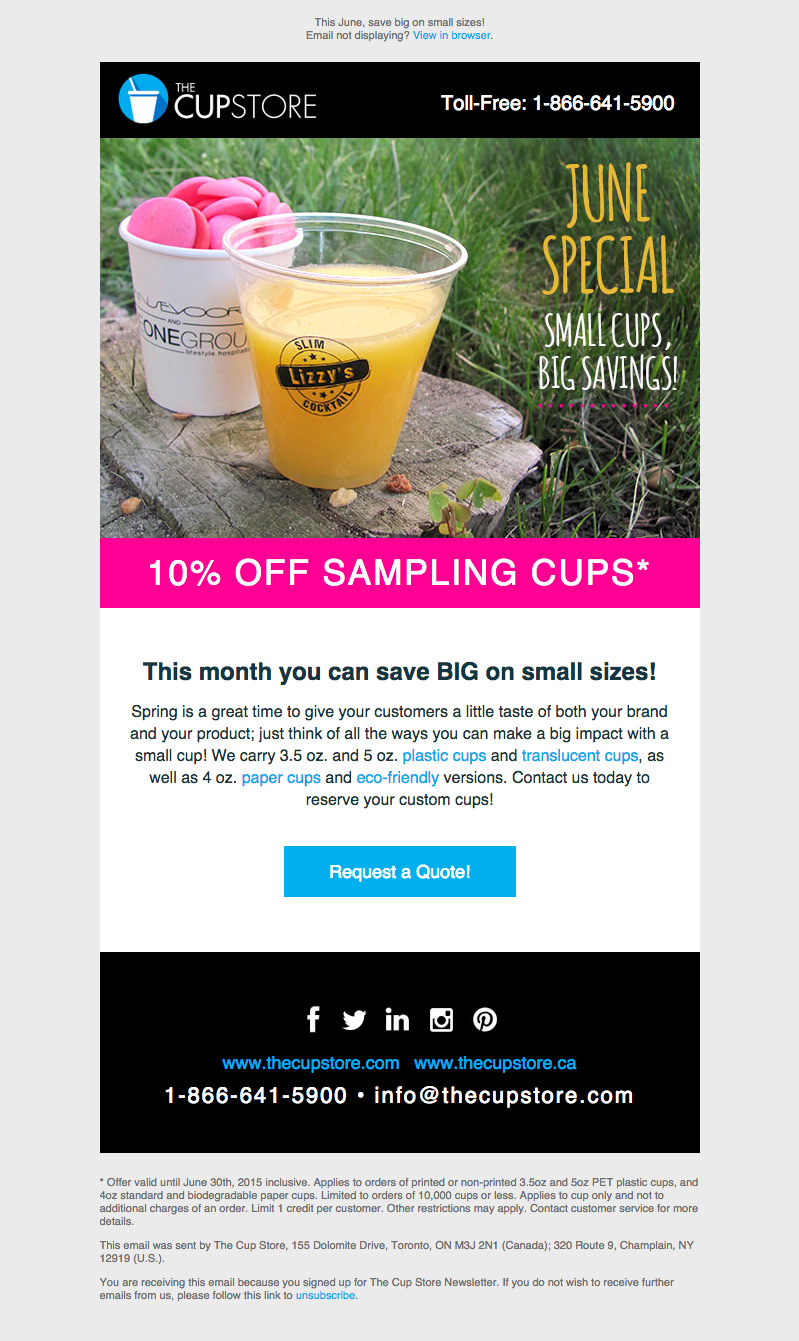 This June, save big on small sizes!
Email not displaying? View in browser.
THE
CUPSTORE
Toll-Free: 1-866-641-5900
JUNE
SPECIAL
SMALL CUPS,
BIG SAVINGS!
AND
ONEGROU
lifestyle hospitali
SLIM
Lizzy's
COCKTAIL
10% OFF SAMPLING CUPS*
This month you can save BIG on small sizes!
Spring is a great time to give your customers a little taste of both your brand
and your product; just think of all the ways you can make a big impact with a
small cup! We carry 3.5 oz. and 5 oz. plastic cups and translucent cups, as
well as 4 oz. paper cups and eco-friendly versions. Contact us today to
reserve your custom cups!
Request a Quote!
www.thecupstore.com www.thecupstore.ca
1-866-641-5900 • info@thecupstore.com
* Offer valid until June 30th, 2015 inclusive. Applies to orders of printed or non-printed 3.5oz and 5oz PET plastic cups, and
4oz standard and biodegradable paper cups. Limited to orders of 10,000 cups or less. Applies to cup only and not to
additional charges of an order. Limit 1 credit per customer. Other restrictions may apply. Contact customer service for more
details.
This email was sent by The Cup Store, 155 Dolomite Drive, Toronto, ON M3J 2N1 (Canada); 320 Route 9, Champlain, NY
12919 (U.S.).
You are receiving this email because you signed up for The Cup Store Newsletter. If you do not wish to receive further
emails from us, please follow this link to unsubscribe.